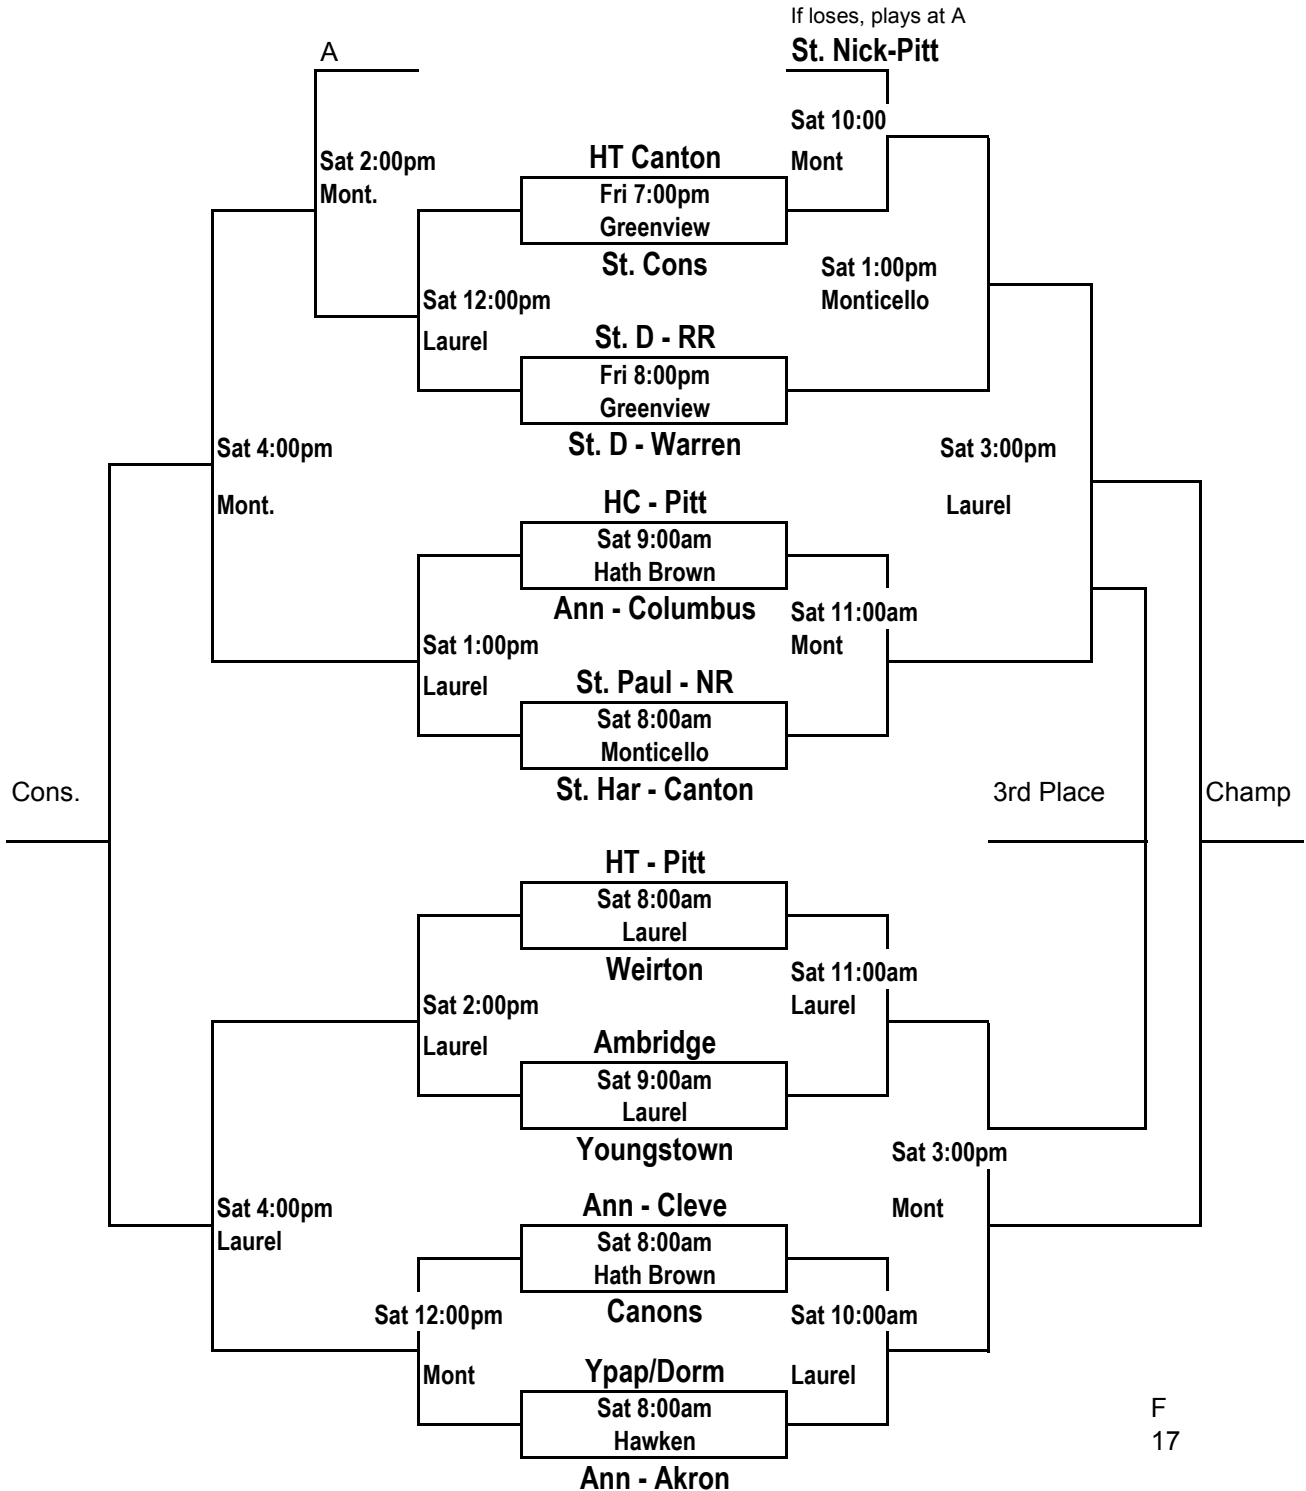 If loses, plays at A
A
St. Nick-Pitt
Sat 10:00
Sat 2:00pm
HT Canton
Mont
Mont.
Fri 7:00pm
Greenview
St. Cons
Sat 1:00pm
Sat 12:00pm
Monticello
Laurel
St. D - RR
Fri 8:00pm
Greenview
Sat 4:00pm
St. D - Warren
Sat 3:00pm
Mont.
HC - Pitt
Laurel
Sat 9:00am
Hath Brown
Ann - Columbus
Sat 11:00am
Sat 1:00pm
Mont
Laurel
St. Paul - NR
Sat 8:00am
Monticello
Cons.
St. Har - Canton
3rd Place
Champ
HT - Pitt
Sat 8:00am
Laurel
Weirton
Sat 11:00am
Sat 2:00pm
Laurel
Laurel
Ambridge
Sat 9:00am
Laurel
Youngstown
Sat 3:00pm
Ann - Cleve
Sat 4:00pm
Mont
Laurel
Sat 8:00am
Hath Brown
Sat 12:00pm
Canons
Sat 10:00am
Mont
Ypap/Dorm
Laurel
Sat 8:00am
F
Hawken
17
Ann - Akron